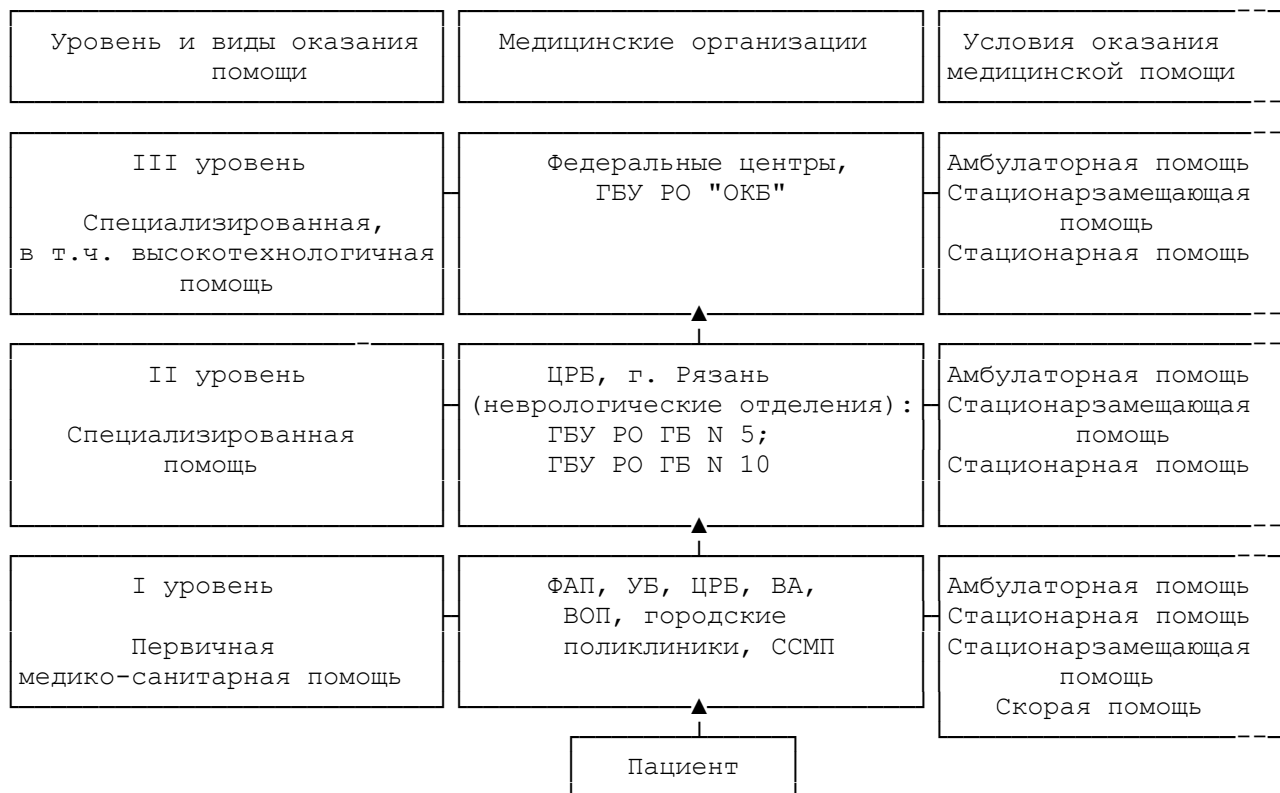 Уровень и виды оказания
помощи
Медицинские организации
Условия оказания
медицинской помощи
III уровень
Специализированная,
в т.ч. высокотехнологичная
помощь
Федеральные центры,
ГБУ РО "ОКБ"
Амбулаторная помощь
Стационарзамещающая
помощь
Стационарная помощь
II уровень
Специализированная
помощь
ЦРБ, г. Рязань
(неврологические отделения):
ГБУ РО ГБ N 5;
ГБУ РО ГБ N 10
Амбулаторная помощь
Стационарзамещающая
помощь
Стационарная помощь
I уровень
Первичная
медико-санитарная помощь
ФАП, УБ, ЦРБ, ВА,
ВОП, городские
поликлиники, ССМП
Амбулаторная помощь
Стационарная помощь
Стационарзамещающая
помощь
Скорая помощь
Пациент